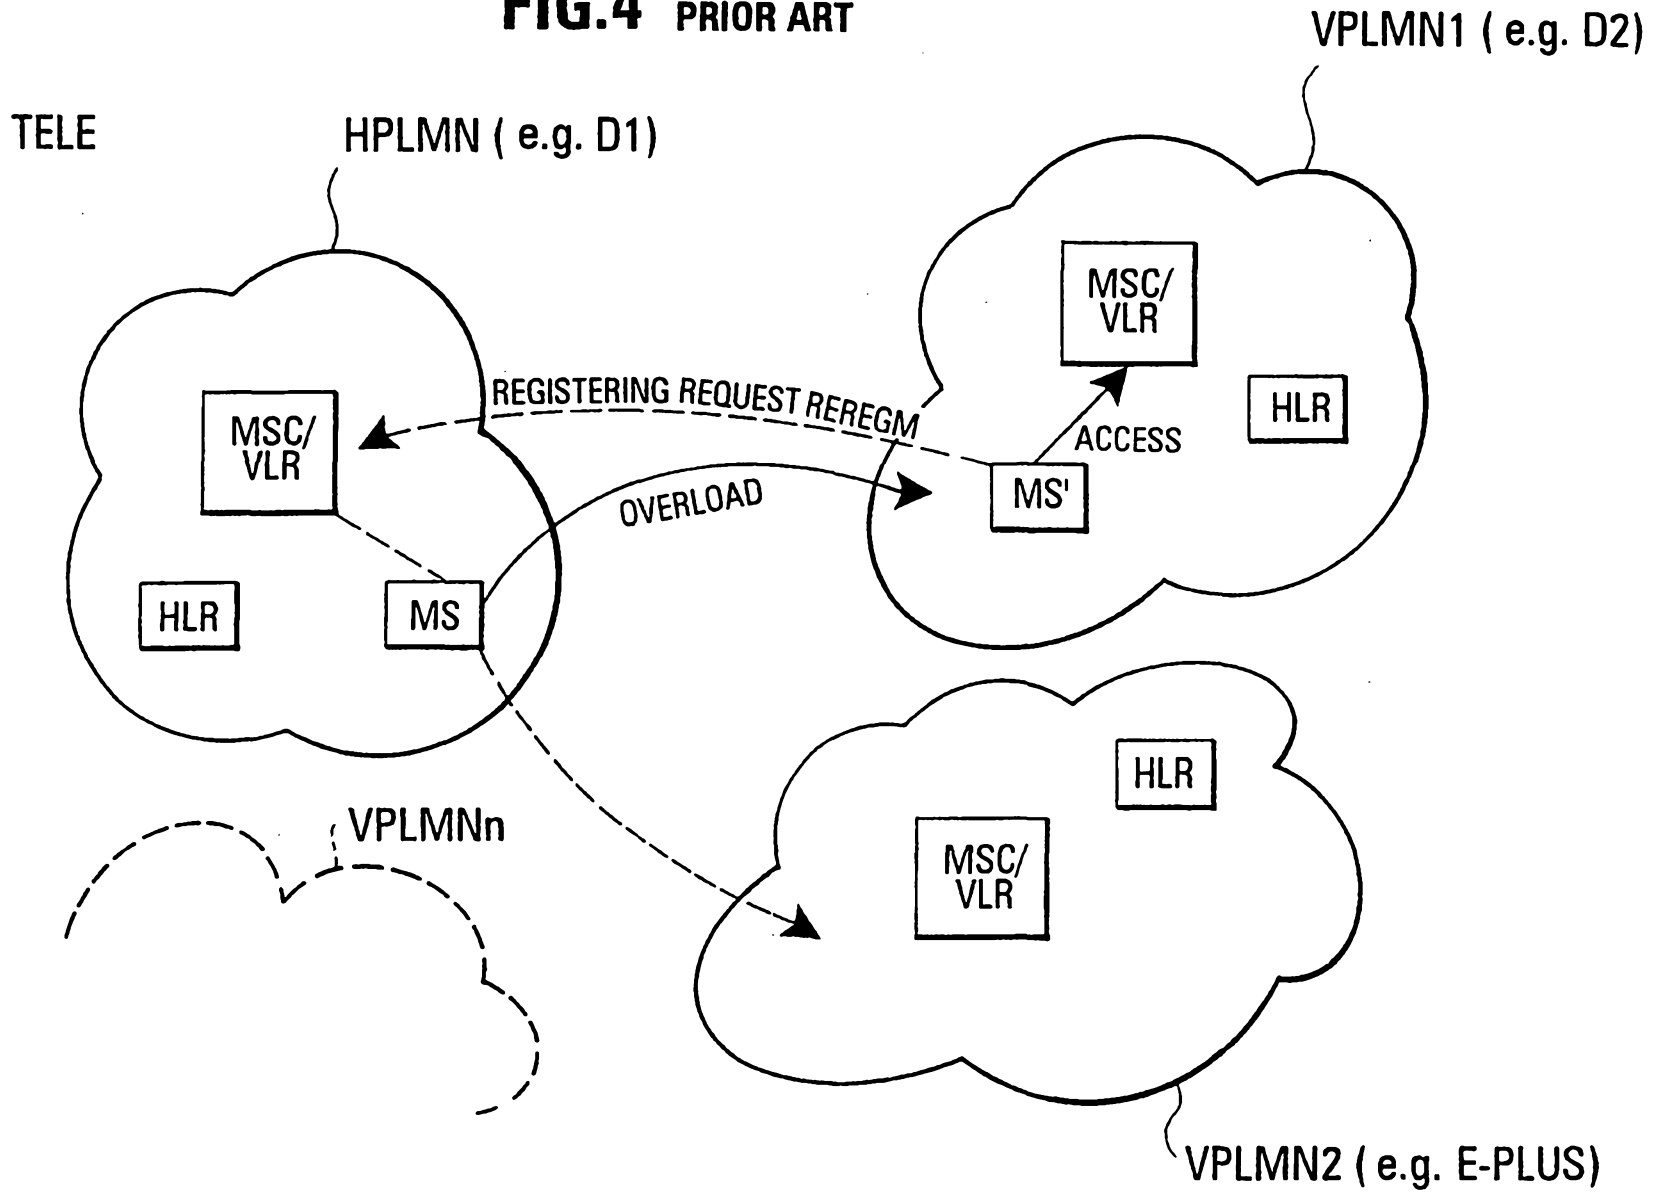 FIG.4 PRIOR ART
VPLMN1 ( e.g. D2)
TELE
HPLMN ( e.g. D1)
MSC/
VLR
HLR
REGISTERING REQUEST REREGM
ACCESS
MS'
MSC/
VLR
OVERLOAD
HLR
MS
HLR
VPLMNn
MSC/
VLR
VPLMN2 ( e.g. E-PLUS)